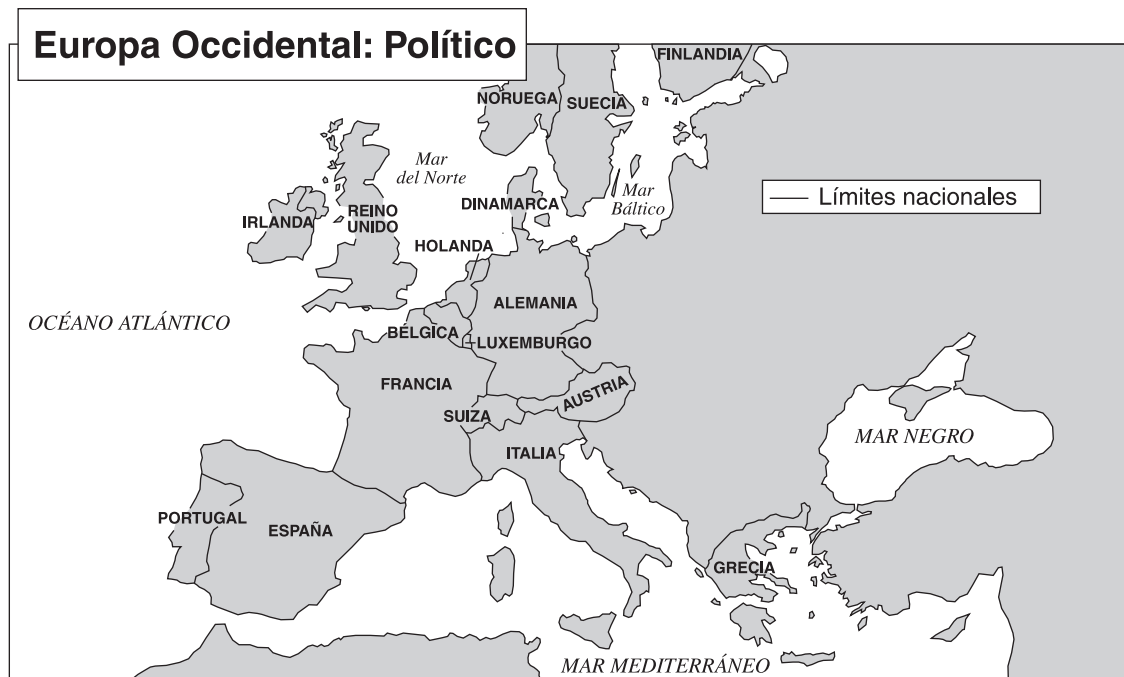 Europa Occidental: Político
FINLANDIA
NORUEGA
SUECIA
Mar
del Norte
Mar
Báltico
Límites nacionales
DINAMARCA
IRLANDA
REINO
UNIDO
HOLANDA
ALEMANIA
OCÉANO ATLÁNTICO
BÉLGICA
LUXEMBURGO
FRANCIA
AUSTRIA
SUIZA
MAR NEGRO
ITALIA
PORTUGAL
ESPAÑA
GRECIA
MAR MEDITERRÁNEO